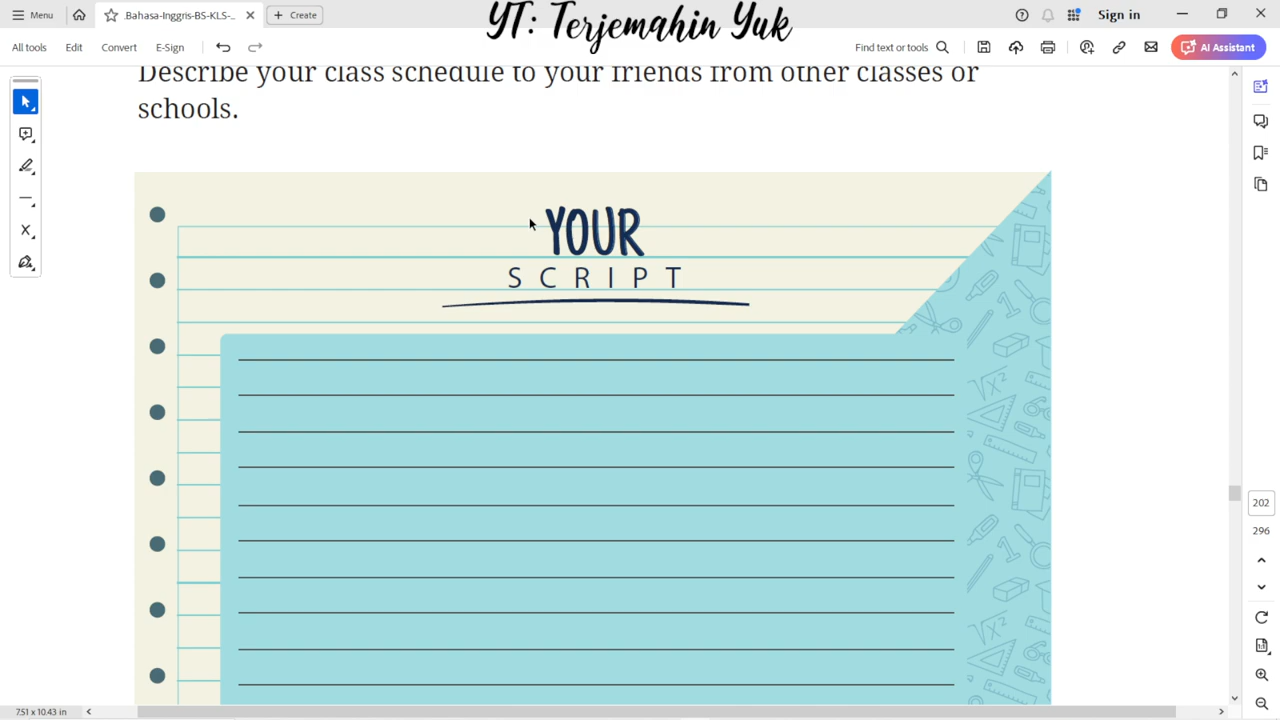 YT: Terjemahin Yuk
Menu
.Bahasa-Inggris-BS-KLS-...
Create
Sign in
All tools
Edit
Convert
E-Sign
Find text or tools
AI Assistant
Describe your class schedule to your friends from other classes or
schools.
YOUR
SCRIPT
202
296
7.51 x 10.43 in